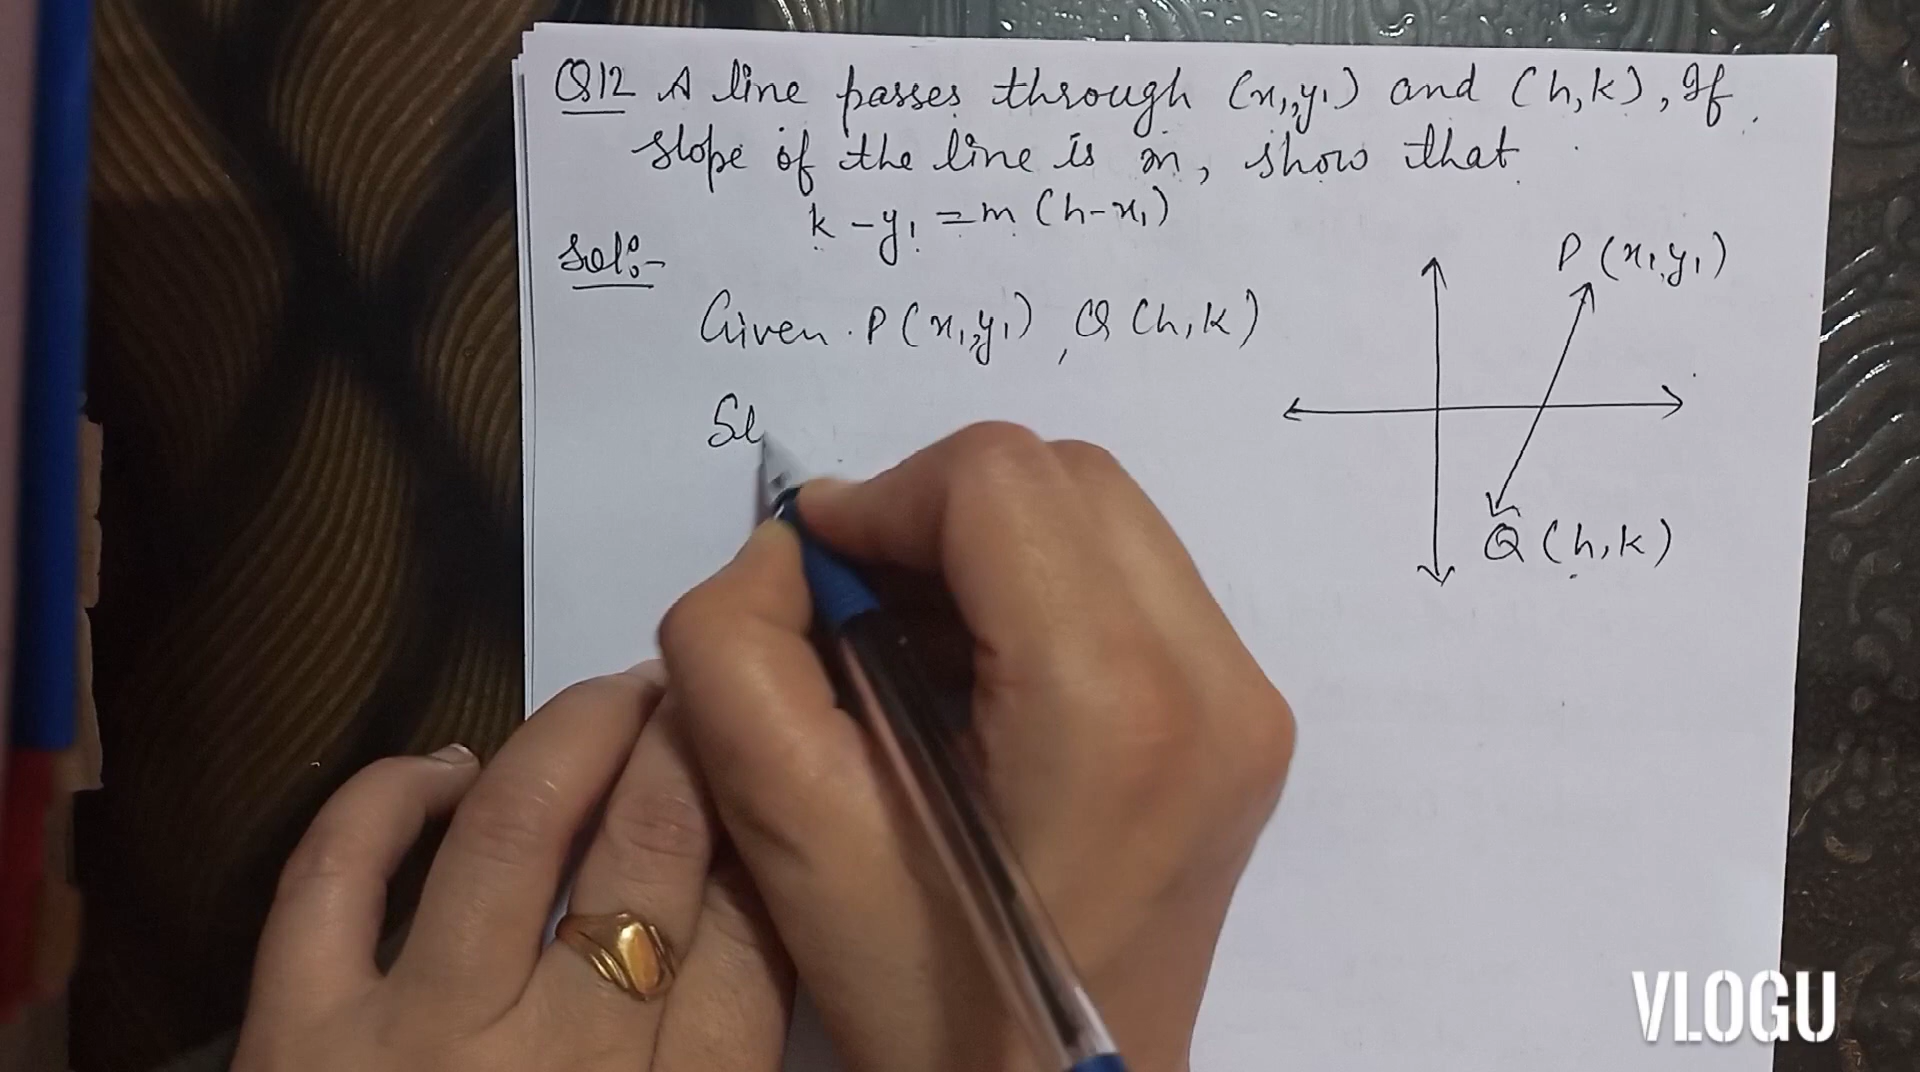 Q12 A line passes through (x₁,y₁) and (h,k), If
slope of the line is m, show that
k-y₁ = m(h-x₁)
Sol:-
Given. P(x₁,y₁), Q(h,k)
Sl
P(x₁,y₁)
Q(h,k)
VLOGU